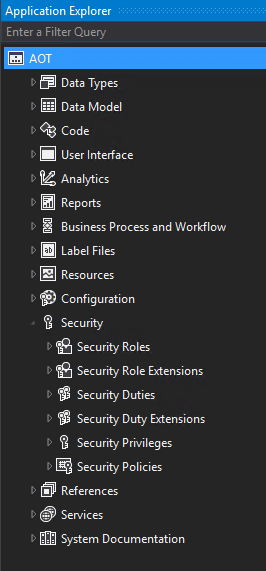 Application Explorer
Enter a Filter Query
AOT
Data Types
Data Model
Code
User Interface
Analytics
Reports
Business Process and Workflow
Label Files
Resources
Configuration
Security
Security Roles
Security Role Extensions
Security Duties
Security Duty Extensions
Security Privileges
Security Policies
References
Services
System Documentation